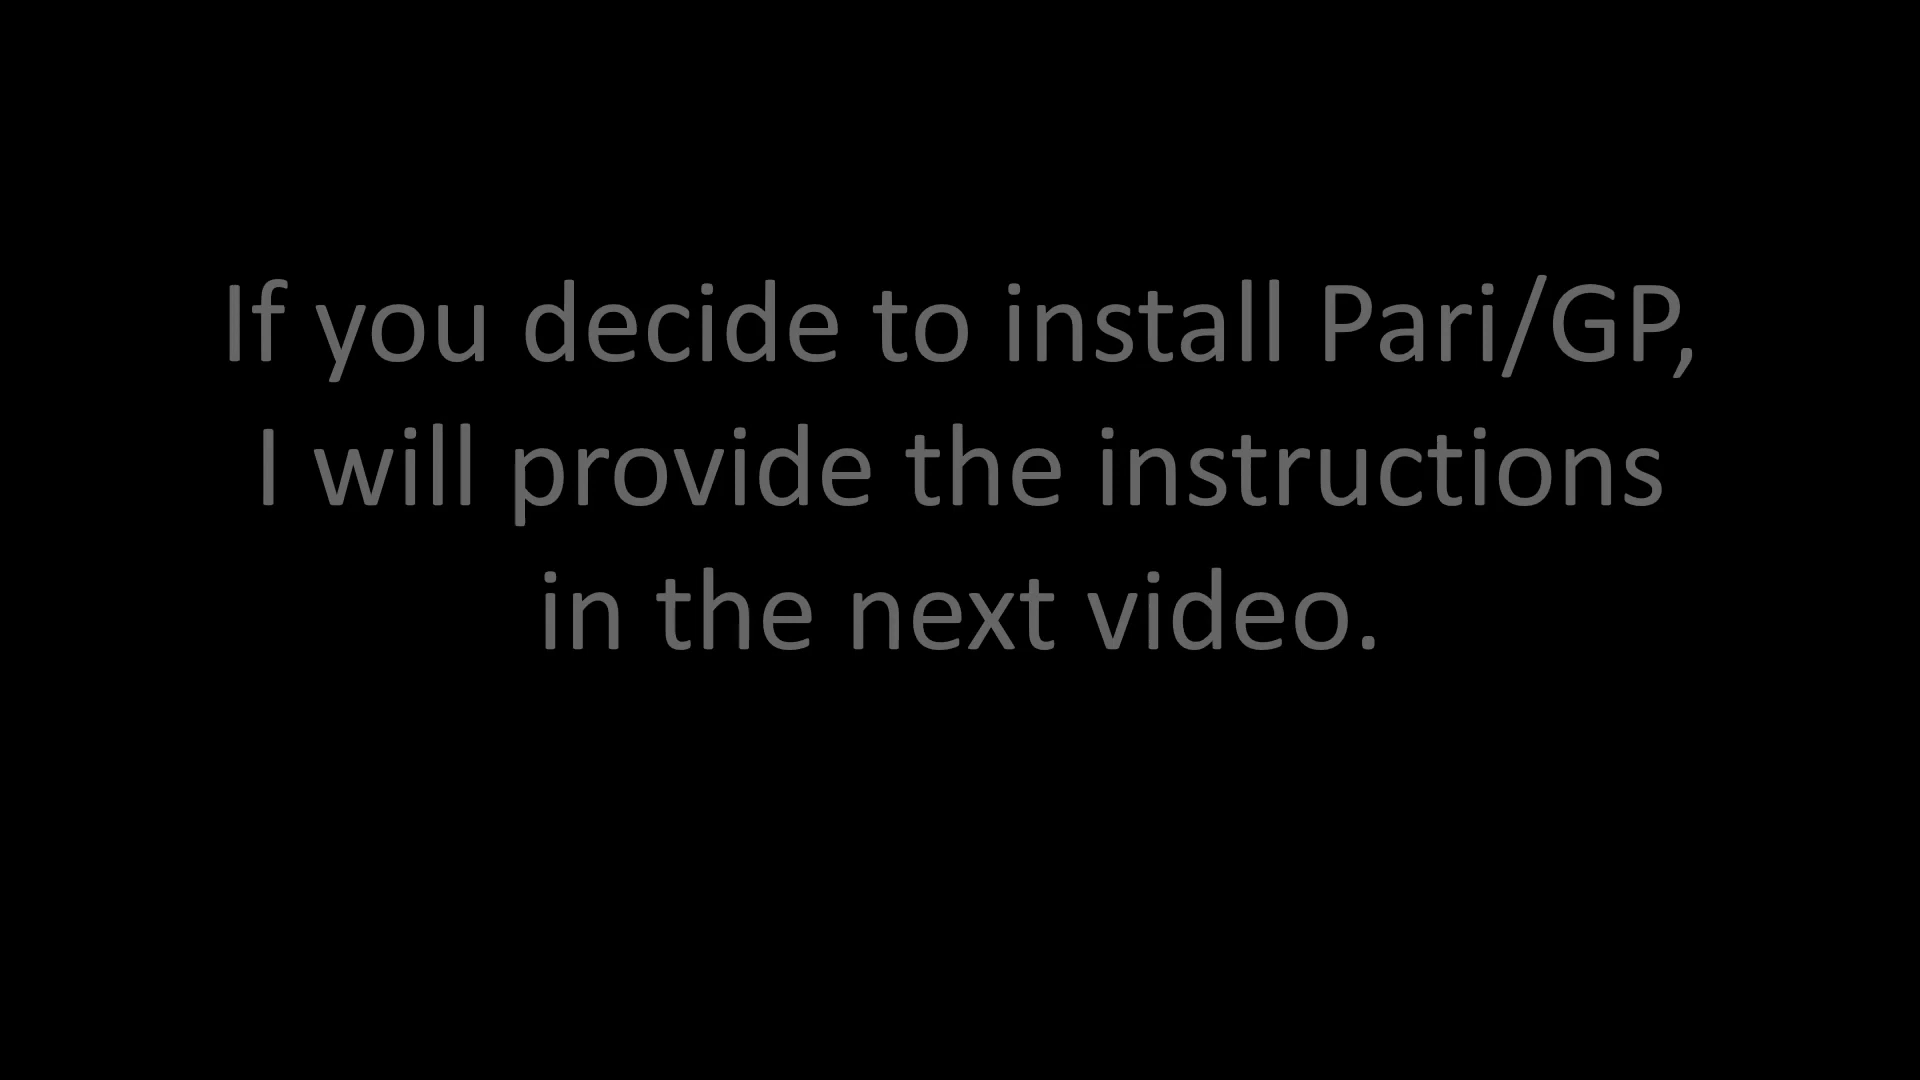 If you decide to install Pari/GP,
I will provide the instructions
in the next video.